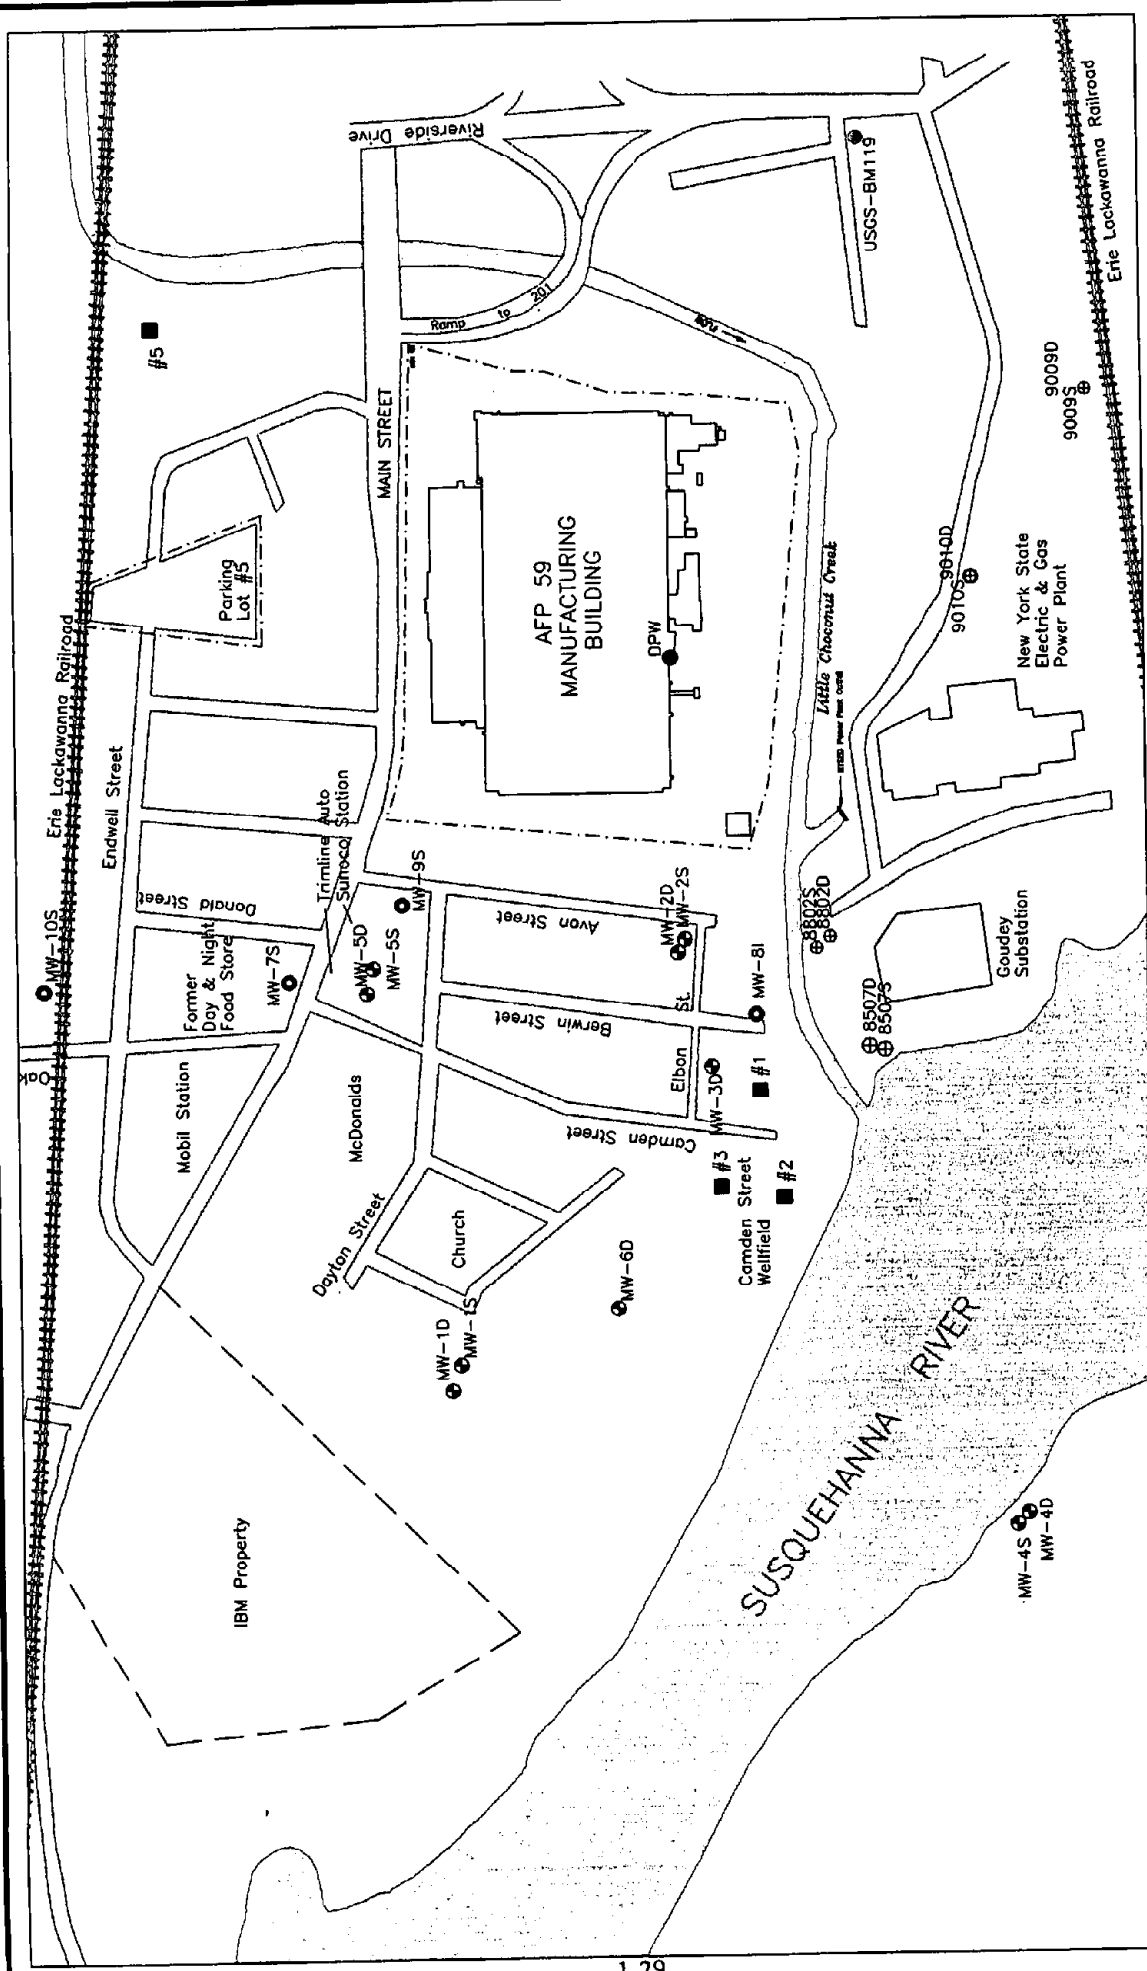 Erie Lackawanna Railroad
MW-10S
Endwell Street
Oak
Donald Street
Former
Day & Night
Food Store
MW-7S
Mobil Station
IBM Property
#5
Parking
Lot #5
MAIN STREET
Riverside Drive
Ramp to 201
Trimline Auto
Sunoco Station
MW-5D
MW-5S
MW-9S
McDonalds
Dayton Street
Church
MW-1D
MW-1S
MW-6D
AFP 59
MANUFACTURING
BUILDING
DPW
Avon Street
Berwin Street
Camden Street
Elbon St.
MW-2D
MW-2S
MW-3D
MW-8I
#1
#3
#2
Camden Street
Wellfield
Little Choconut Creek
8802S
8802D
8507D
8507S
Goudey
Substation
New York State
Electric & Gas
Power Plant
9010S
9010D
9009S
9009D
USGS-BM119
Erie Lackawanna Railroad
SUSQUEHANNA RIVER
MW-4S
MW-4D
1-29